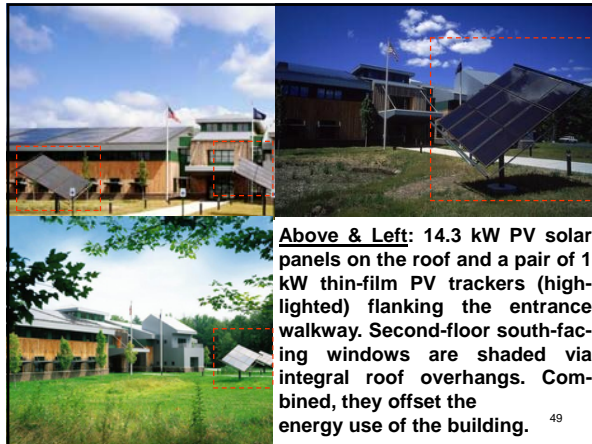 Above & Left: 14.3 kW PV solar
panels on the roof and a pair of 1
kW thin-film PV trackers (high-
lighted) flanking the entrance
walkway. Second-floor south-fac-
ing windows are shaded via
integral roof overhangs. Com-
bined, they offset the
energy use of the building.
49